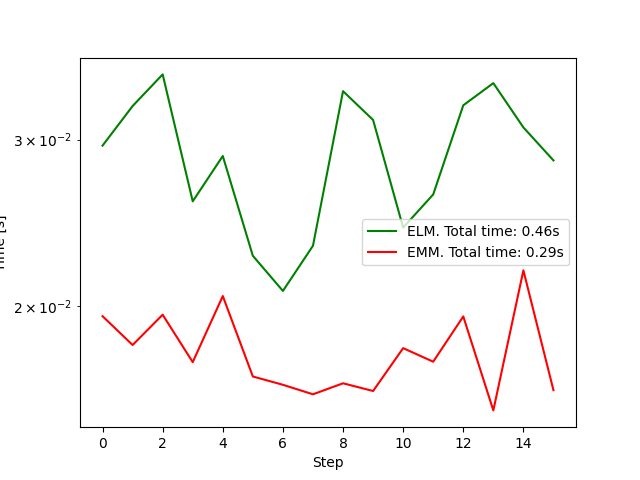 3 × 10⁻²
2 × 10⁻²
Time [s]
ELM. Total time: 0.46s
EMM. Total time: 0.29s
0 2 4 6 8 10 12 14
Step